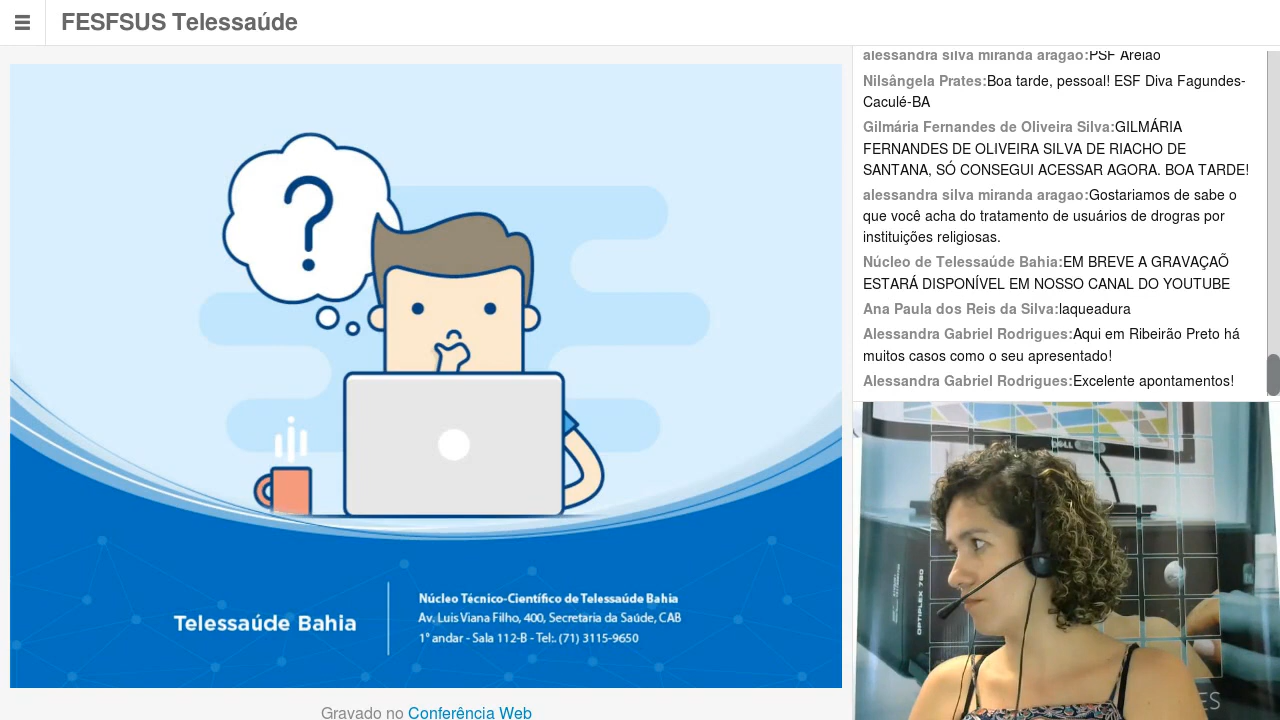 FESFSUS Telessaúde
?
Telessaúde Bahia
Núcleo Técnico-Científico de Telessaúde Bahia
Av. Luis Viana Filho, 400, Secretaria da Saúde, CAB
1º andar - Sala 112-B - Tel:. (71) 3115-9650
Gravado no Conferência Web
alessandra silva miranda aragao:PSF Areiao
Nilsângela Prates:Boa tarde, pessoal! ESF Diva Fagundes-
Caculé-BA
Gilmária Fernandes de Oliveira Silva:GILMÁRIA
FERNANDES DE OLIVEIRA SILVA DE RIACHO DE
SANTANA, SÓ CONSEGUI ACESSAR AGORA. BOA TARDE!
alessandra silva miranda aragao:Gostariamos de sabe o
que você acha do tratamento de usuários de drogras por
instituições religiosas.
Núcleo de Telessaúde Bahia:EM BREVE A GRAVAÇAÕ
ESTARÁ DISPONÍVEL EM NOSSO CANAL DO YOUTUBE
Ana Paula dos Reis da Silva:laqueadura
Alessandra Gabriel Rodrigues:Aqui em Ribeirão Preto há
muitos casos como o seu apresentado!
Alessandra Gabriel Rodrigues:Excelente apontamentos!
DELL
OPTIPLEX 780